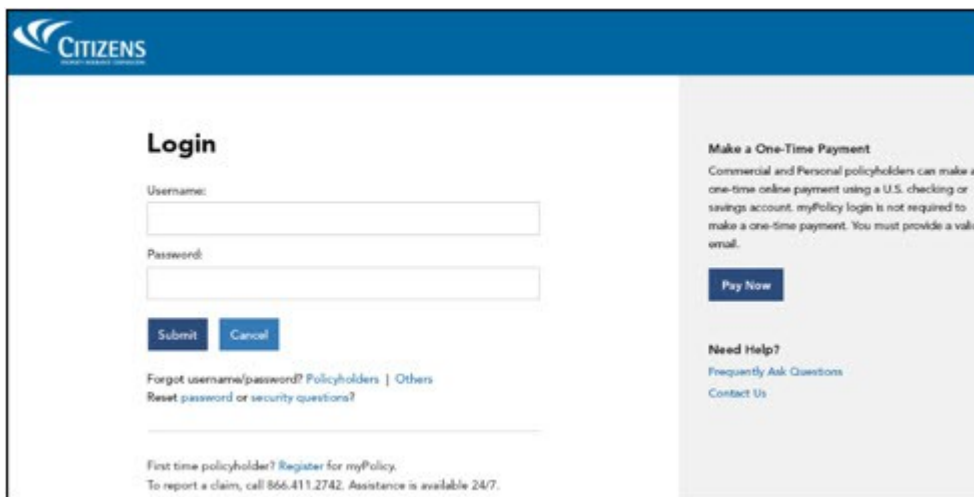 CITIZENS
PROPERTY INSURANCE CORPORATION
Login
Username:
Password:
Submit
Cancel
Forgot username/password? Policyholders | Others
Reset password or security questions?
First time policyholder? Register for myPolicy.
To report a claim, call 866.411.2742. Assistance is available 24/7.
Make a One-Time Payment
Commercial and Personal policyholders can make a
one-time online payment using a U.S. checking or
savings account. myPolicy login is not required to
make a one-time payment. You must provide a vali
email.
Pay Now
Need Help?
Frequently Ask Questions
Contact Us